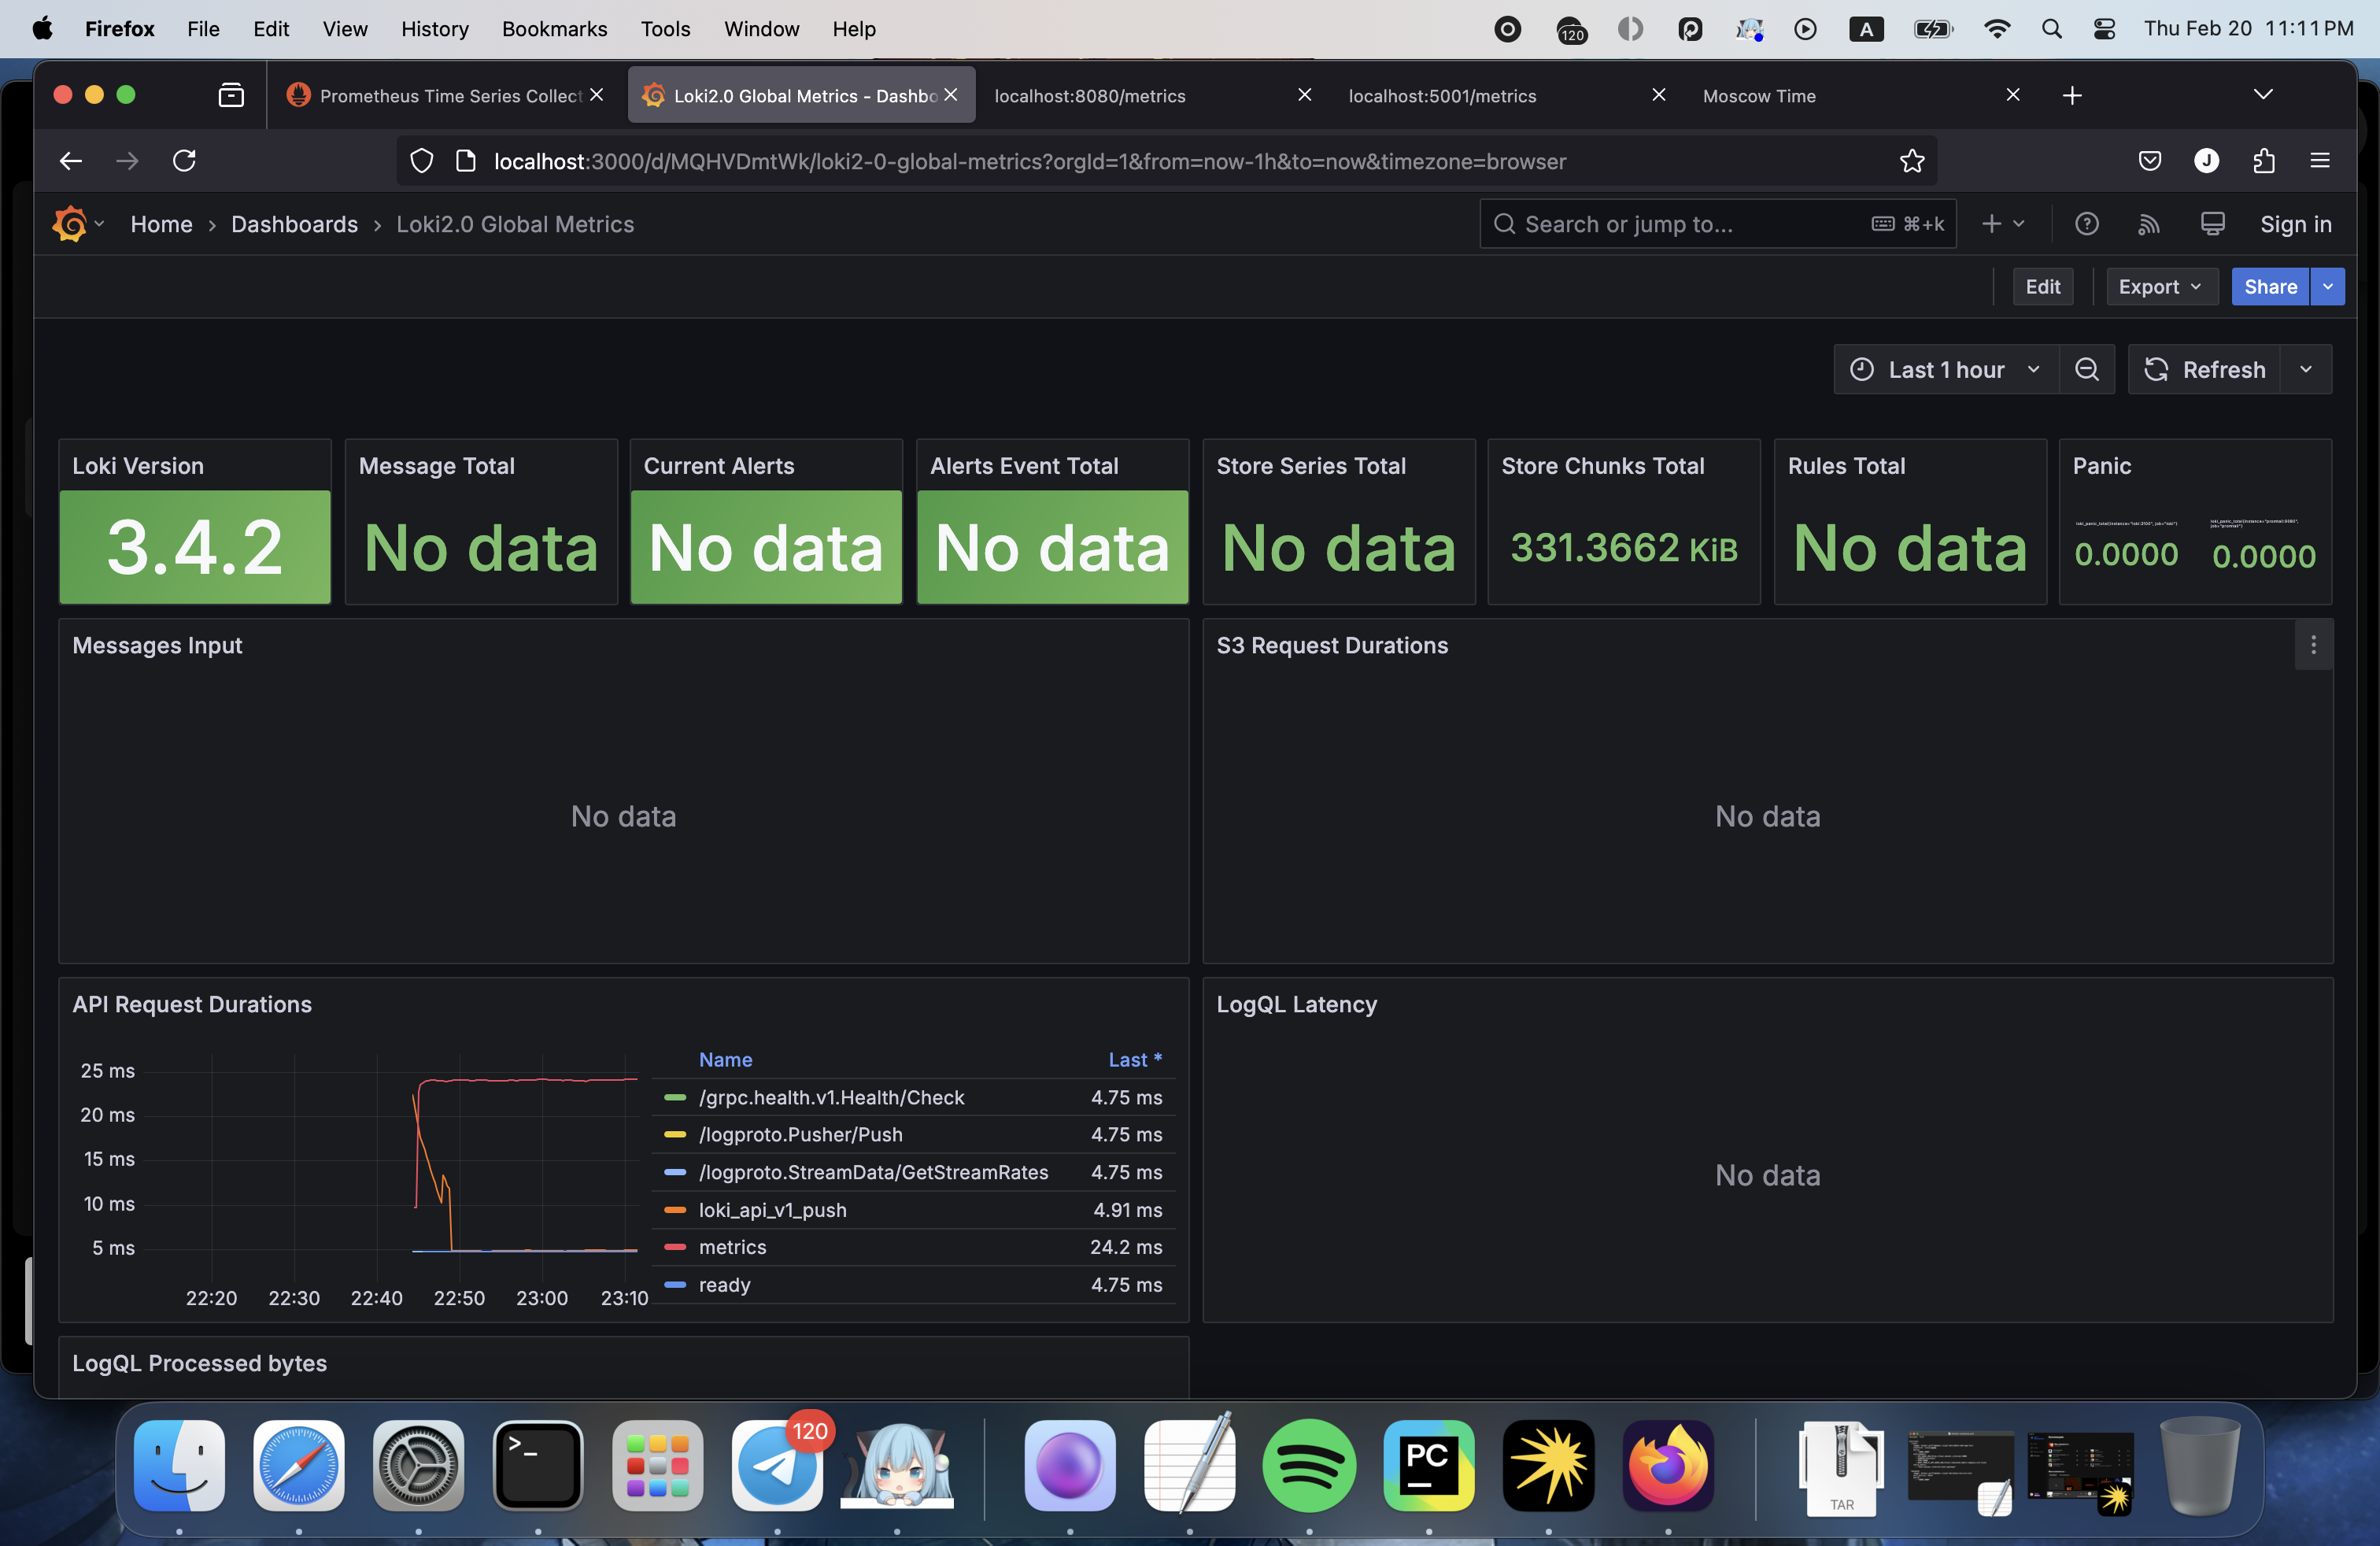 Firefox File Edit View History Bookmarks Tools Window Help 120 A Thu Feb 20 11:11 PM
Prometheus Time Series Collect Loki2.0 Global Metrics - Dashbo localhost:8080/metrics localhost:5001/metrics Moscow Time
localhost:3000/d/MQHVDmtWk/loki2-0-global-metrics?orgId=1&from=now-1h&to=now&timezone=browser J
Home › Dashboards › Loki2.0 Global Metrics Search or jump to... ⌘+k Sign in
Edit Export Share
Last 1 hour Refresh
Loki Version Message Total Current Alerts Alerts Event Total Store Series Total Store Chunks Total Rules Total Panic
3.4.2 No data No data No data No data 331.3662 KiB No data 0.0000 0.0000
Messages Input S3 Request Durations
No data No data
API Request Durations LogQL Latency
Name Last *
25 ms
20 ms
15 ms
10 ms
5 ms
22:20 22:30 22:40 22:50 23:00 23:10
/grpc.health.v1.Health/Check 4.75 ms
/logproto.Pusher/Push 4.75 ms
/logproto.StreamData/GetStreamRates 4.75 ms
loki_api_v1_push 4.91 ms
metrics 24.2 ms
ready 4.75 ms
No data
LogQL Processed bytes
120
>_
PC
TAR